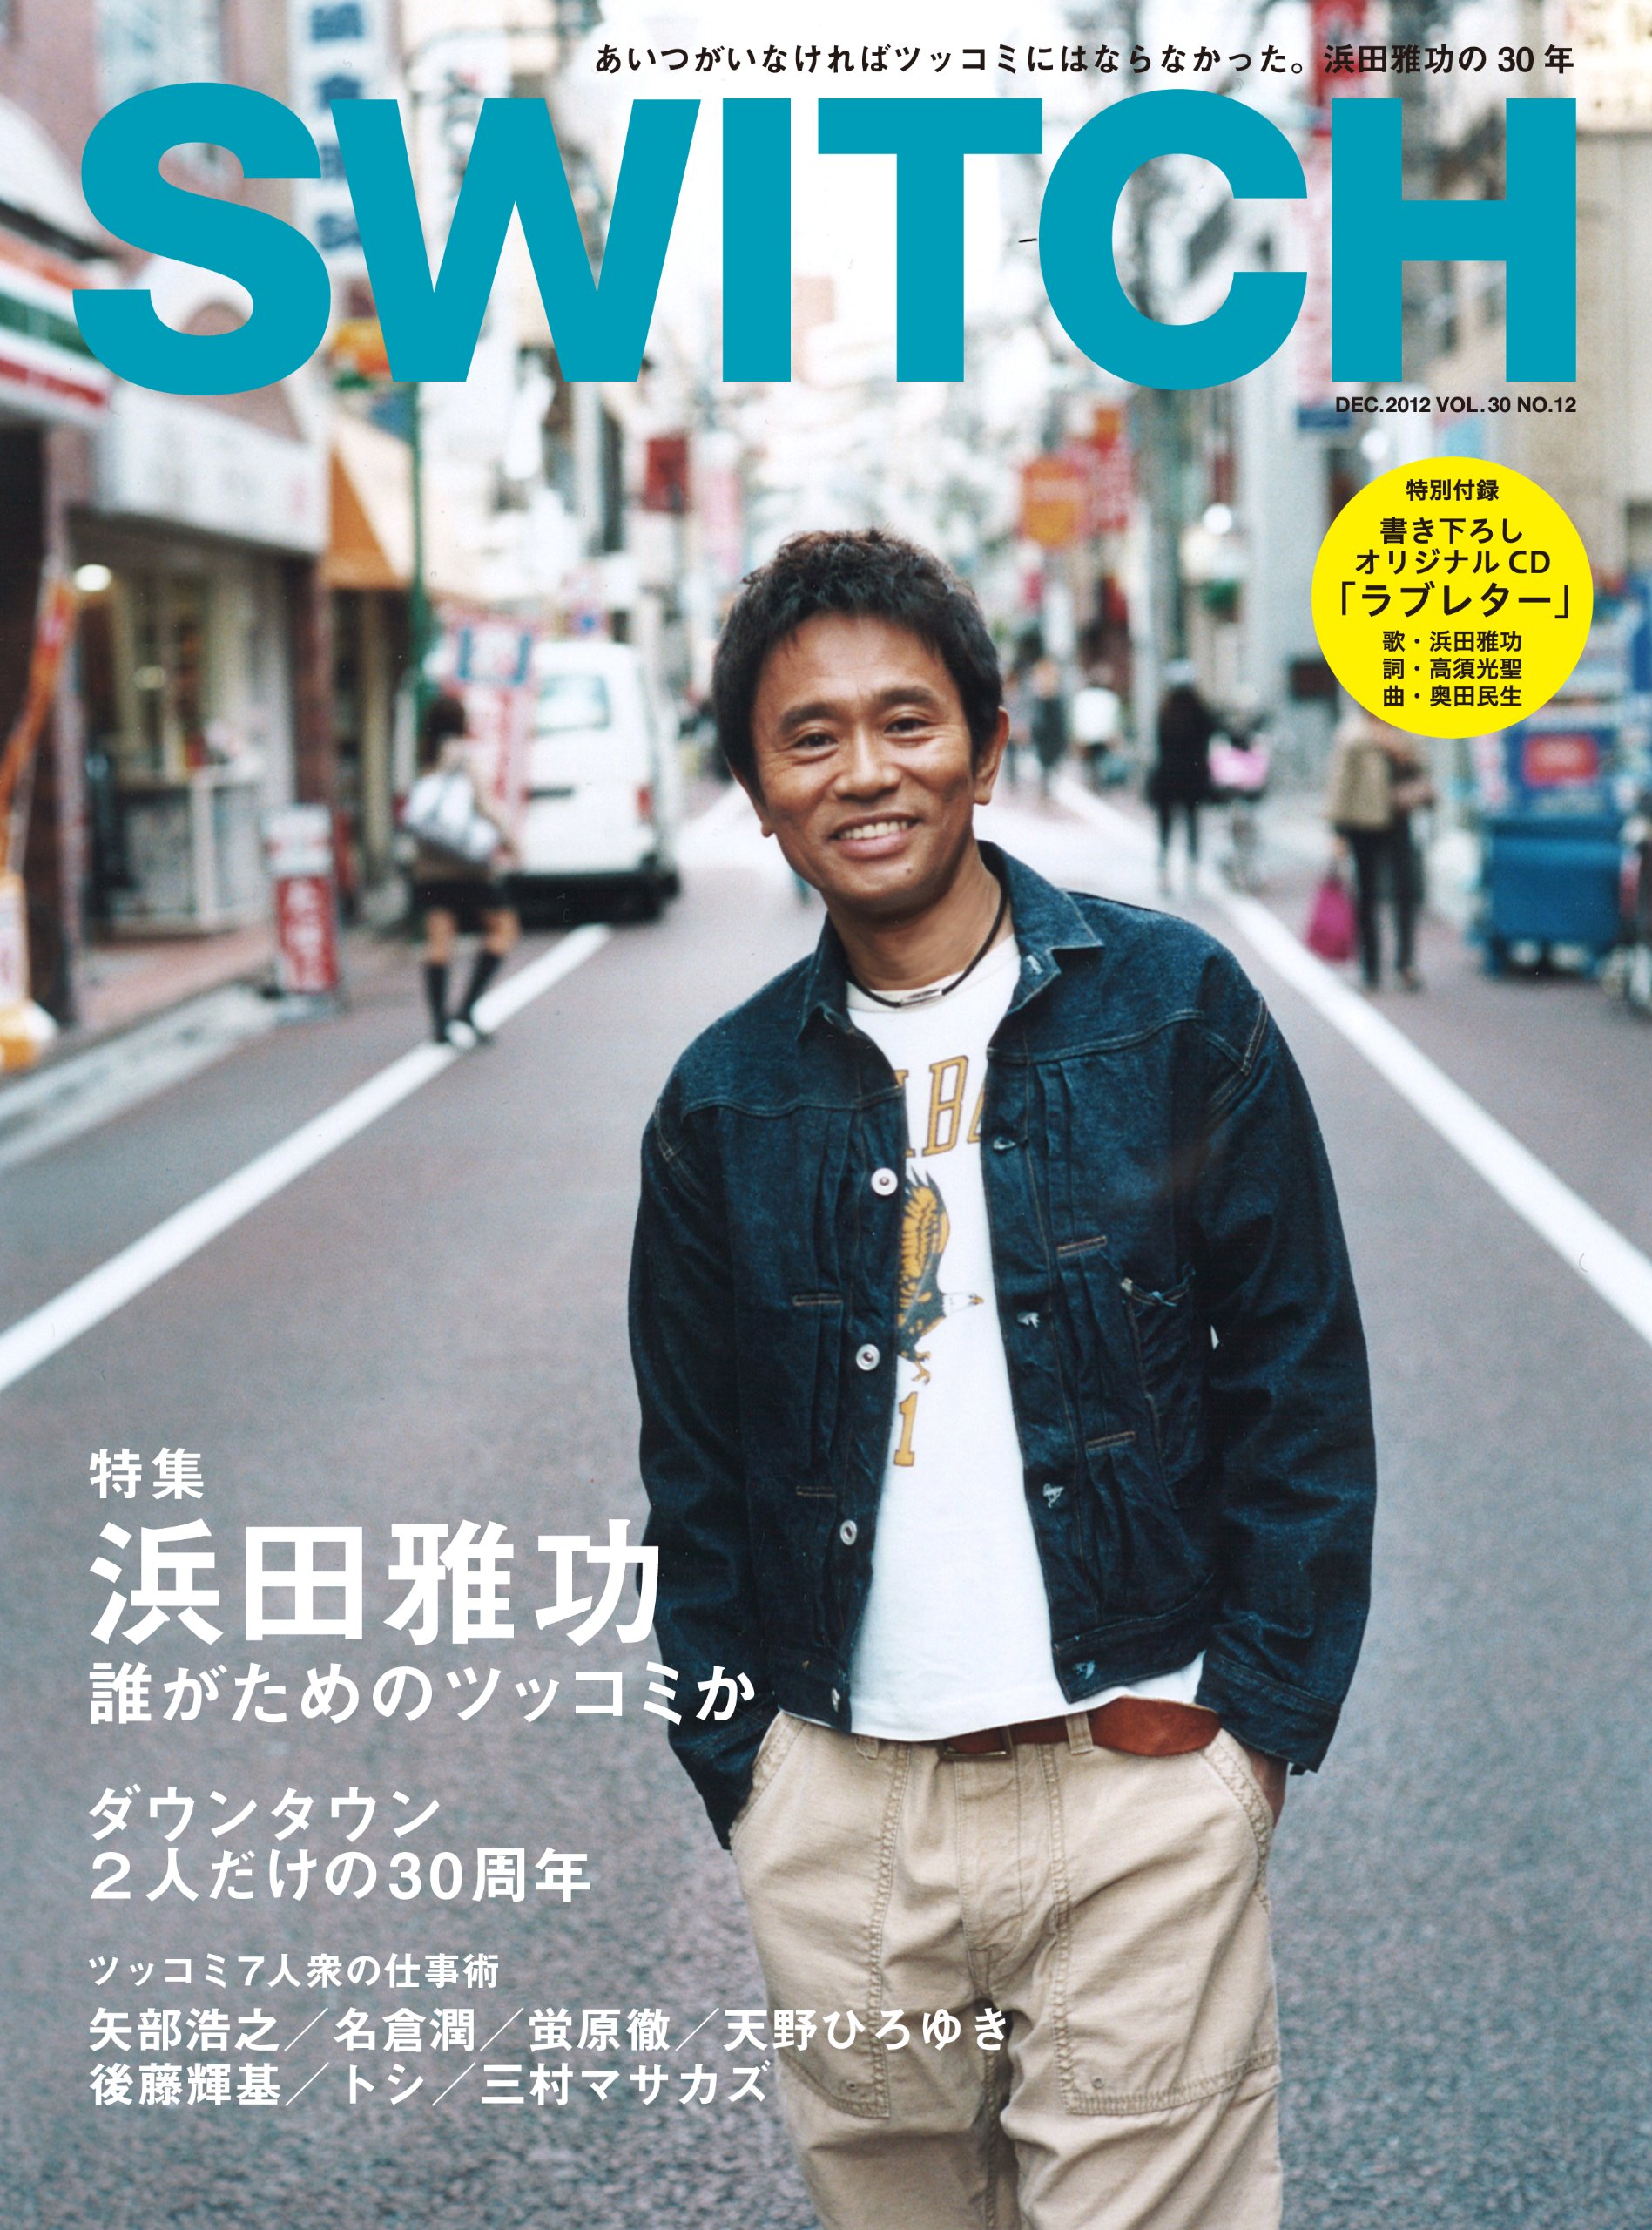 あいつがいなければツッコミにはならなかった。浜田雅功の30年
SWITCH
DEC.2012 VOL.30 NO.12
特別付録
書き下ろし
オリジナルCD
「ラブレター」
歌・浜田雅功
詞・高須光聖
曲・奥田民生
1
特集
浜田雅功
誰がためのツッコミか
ダウンタウン
2人だけの30周年
ツッコミ7人衆の仕事術
矢部浩之／名倉潤／蛍原徹／天野ひろゆき
後藤輝基／トシ／三村マサカズ